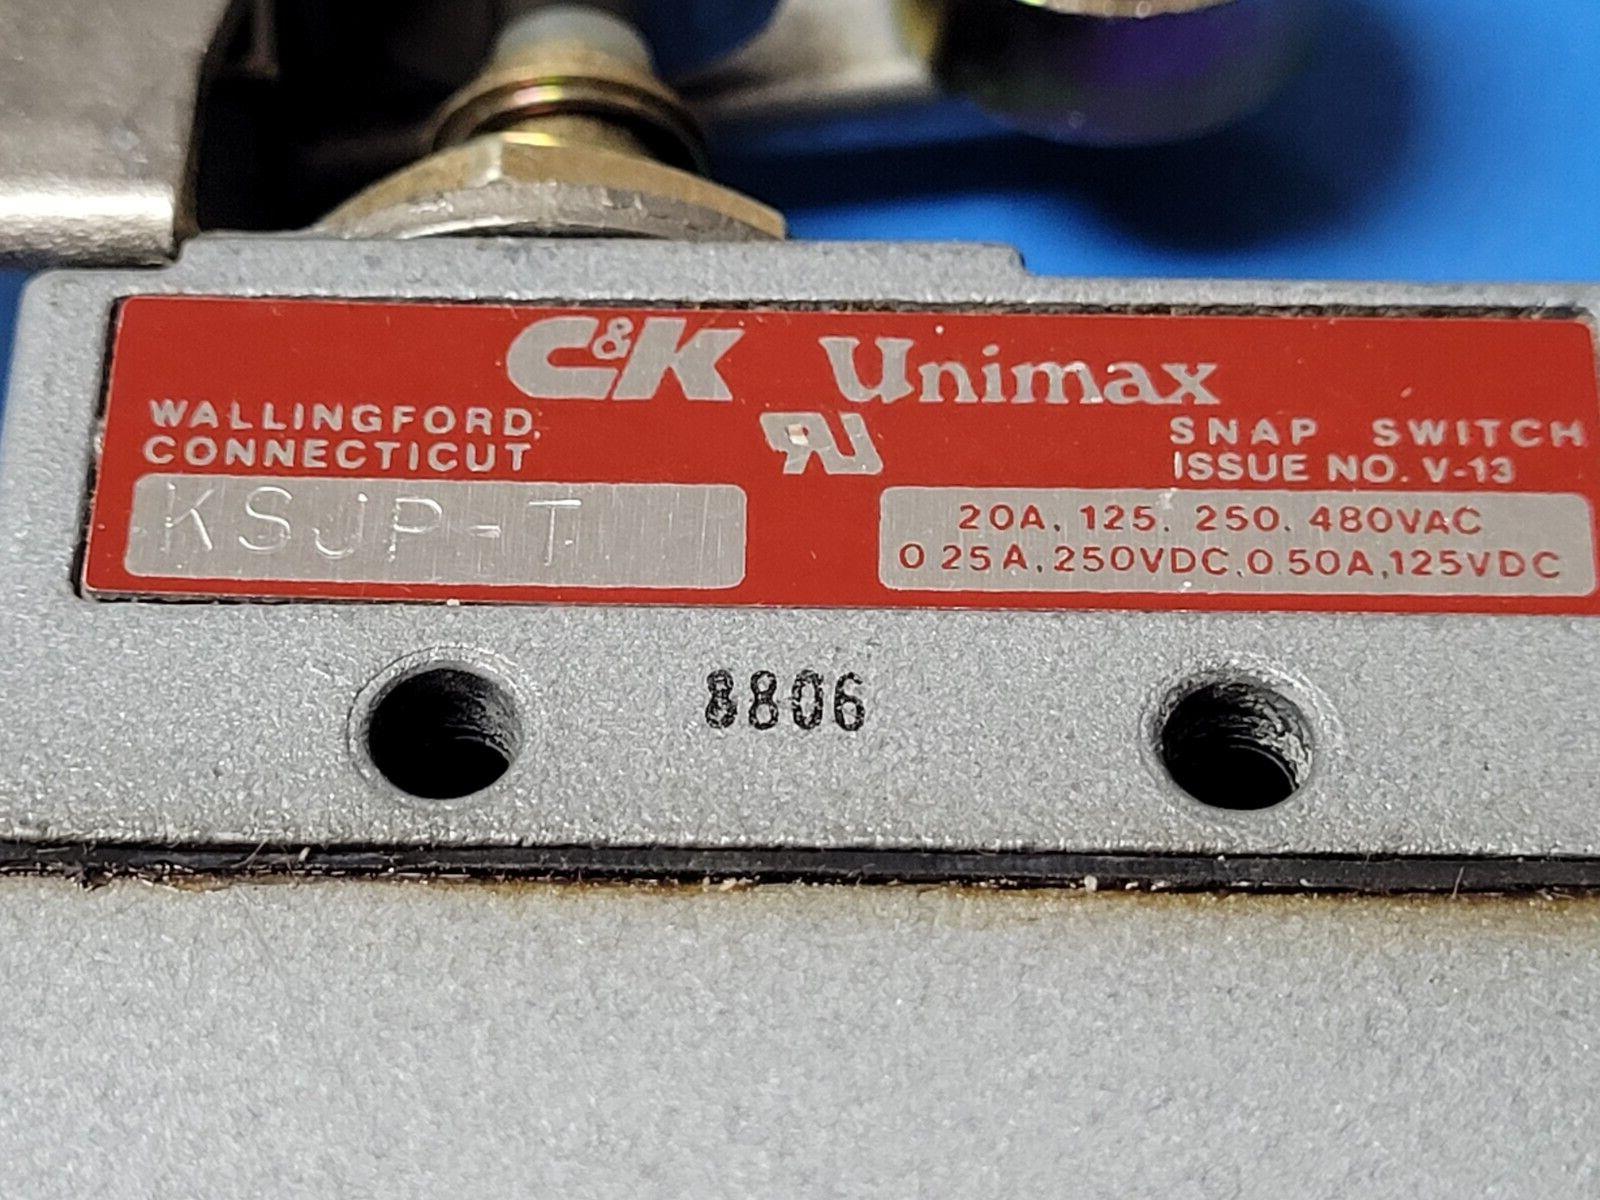 C&K Unimax
WALLINGFORD,
CONNECTICUT
RU
SNAP SWITCH
ISSUE NO. V-13
KSJP-T
20A, 125, 250, 480VAC
0.25A, 250VDC, 0.50A, 125VDC
8806